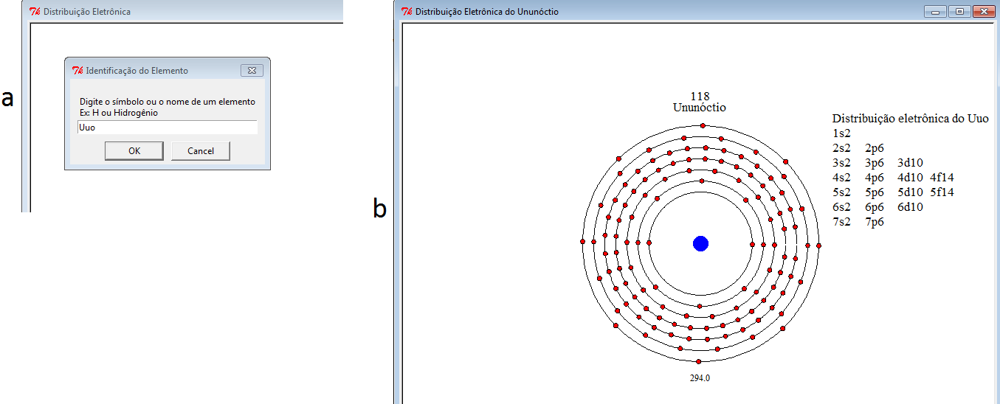 a
Distribuição Eletrônica
Identificação do Elemento
Digite o símbolo ou o nome de um elemento
Ex: H ou Hidrogênio
Uuo
OK Cancel
b
Distribuição Eletrônica do Ununóctio
118
Ununóctio
294.0
Distribuição eletrônica do Uuo
1s2
2s2 2p6
3s2 3p6 3d10
4s2 4p6 4d10 4f14
5s2 5p6 5d10 5f14
6s2 6p6 6d10
7s2 7p6